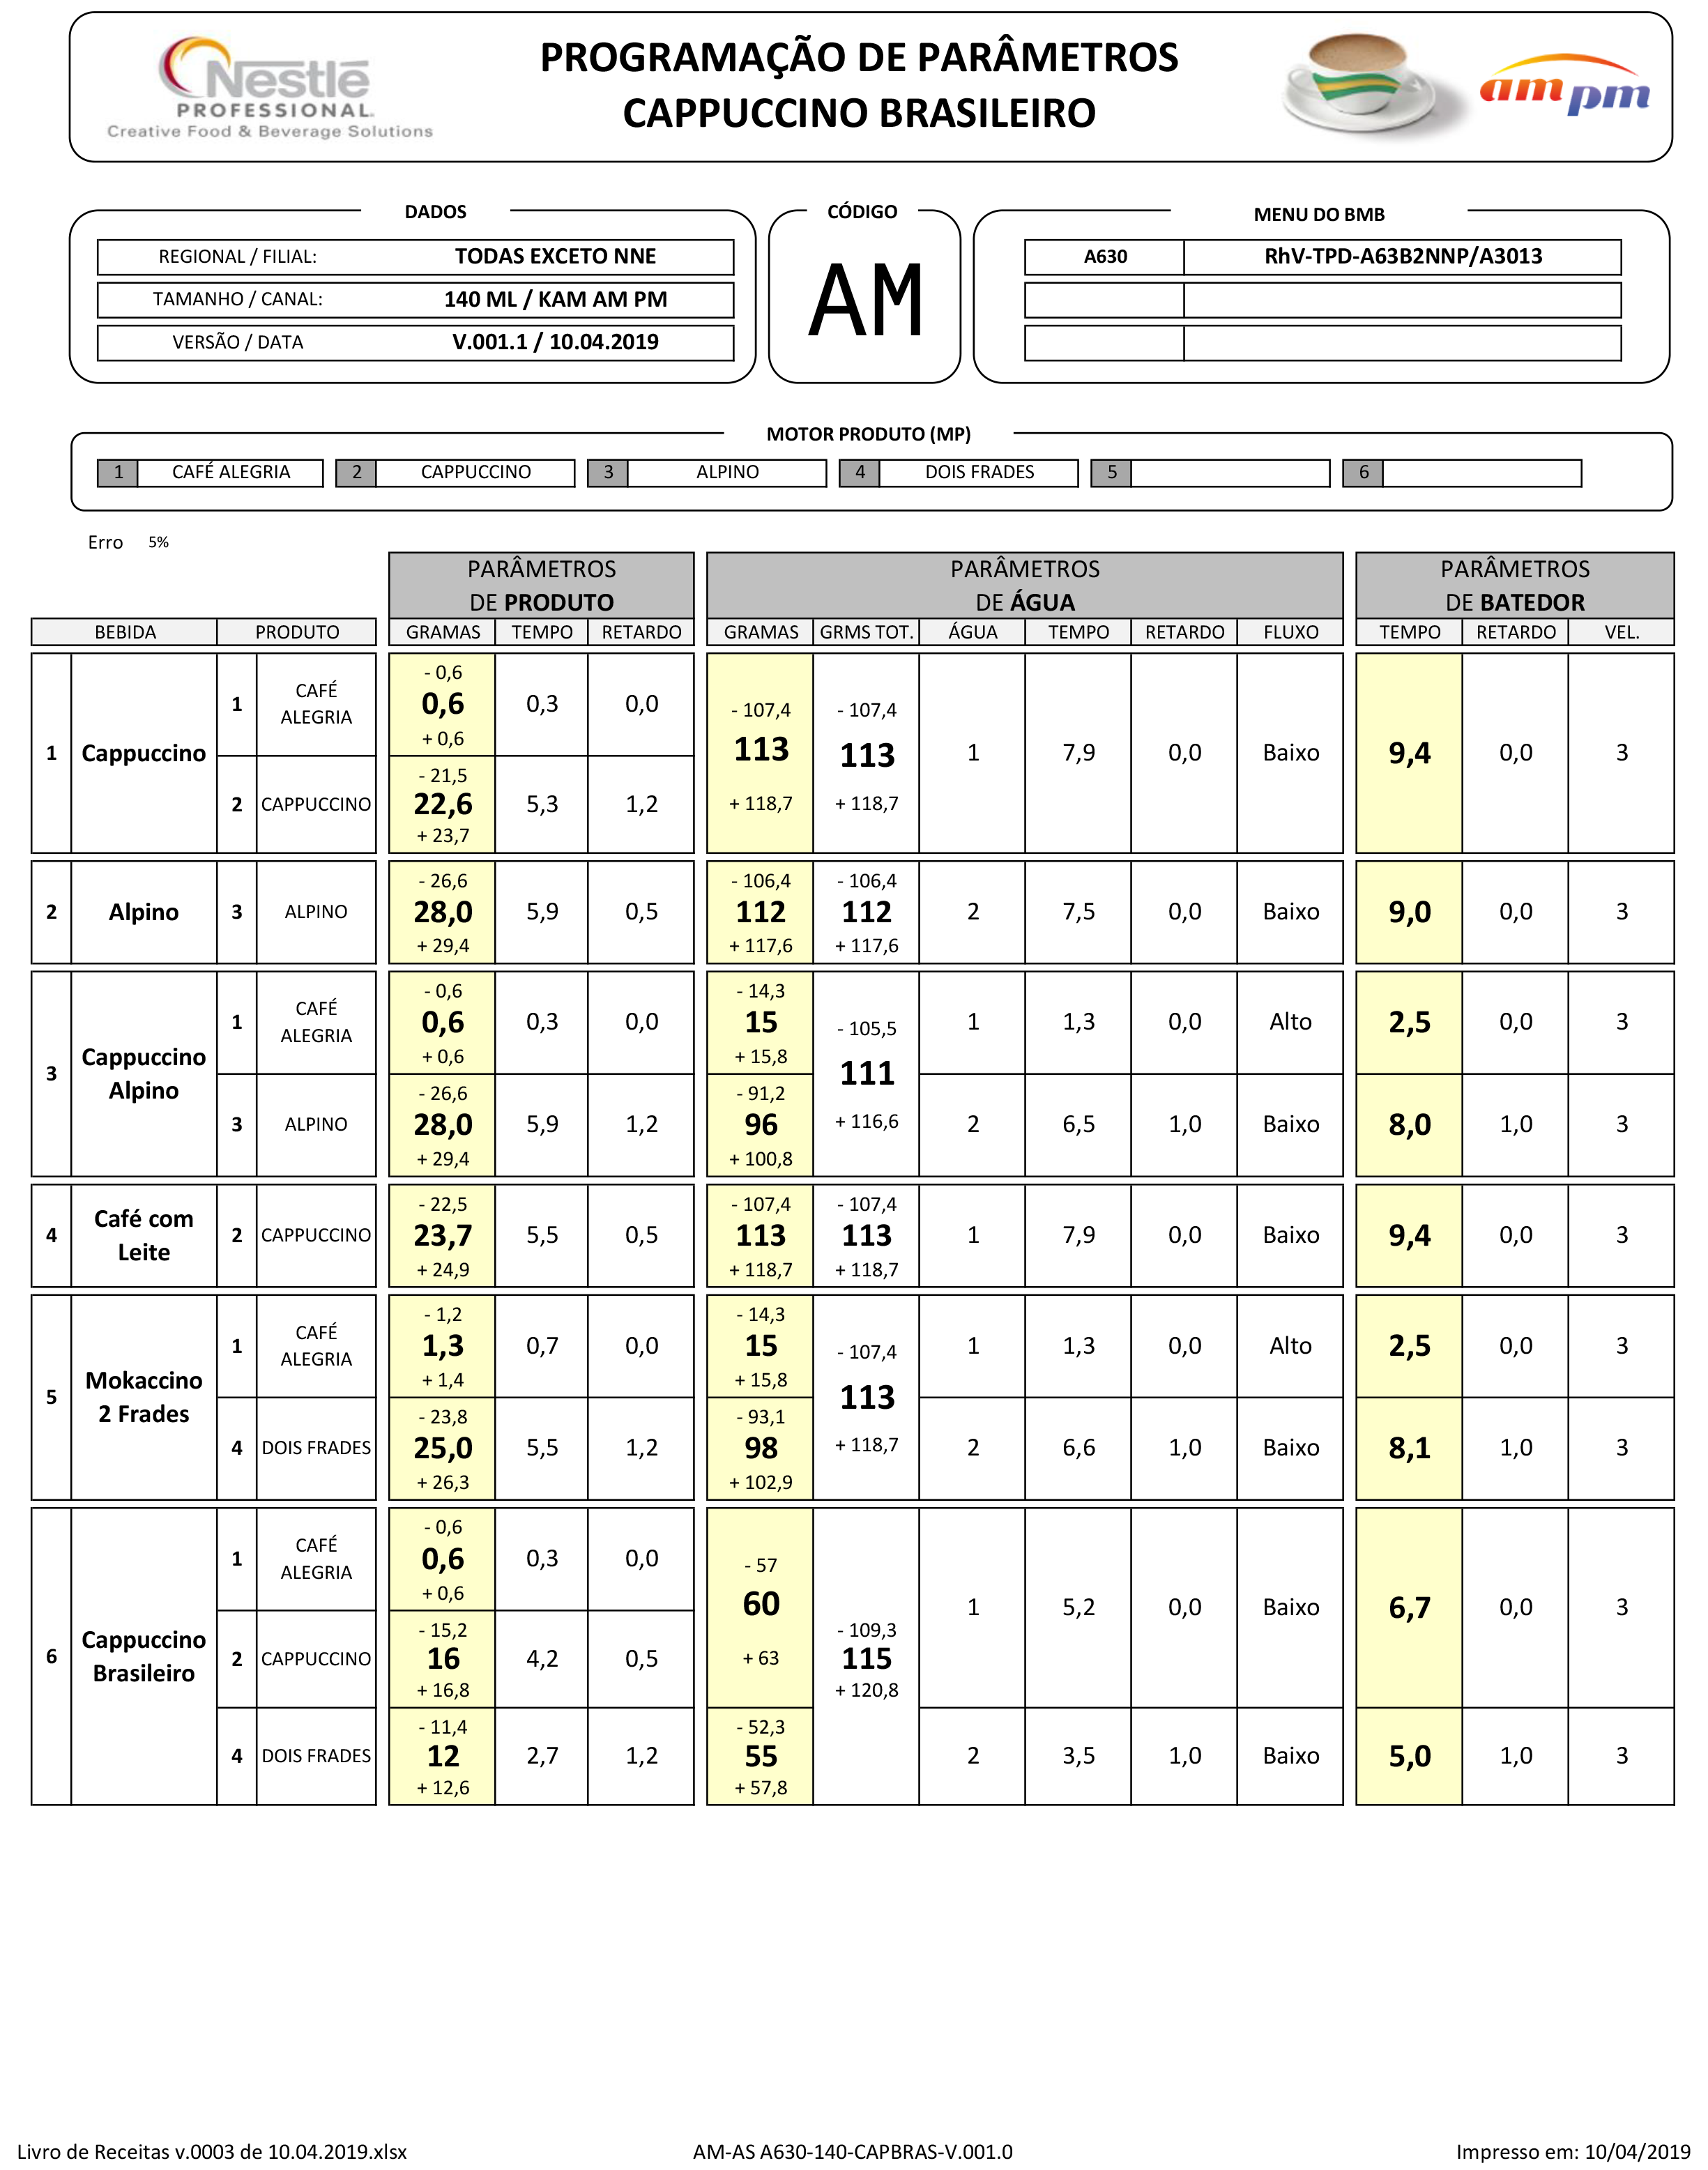 Nestlé
PROFESSIONAL.
Creative Food & Beverage Solutions
PROGRAMAÇÃO DE PARÂMETROS
CAPPUCCINO BRASILEIRO
am pm
DADOS
REGIONAL / FILIAL: TODAS EXCETO NNE
TAMANHO / CANAL: 140 ML / KAM AM PM
VERSÃO / DATA V.001.1 / 10.04.2019
CÓDIGO
AM
MENU DO BMB
A630 RhV-TPD-A63B2NNP/A3013
MOTOR PRODUTO (MP)
1 CAFÉ ALEGRIA 2 CAPPUCCINO 3 ALPINO 4 DOIS FRADES 5 6
Erro 5%
PARÂMETROS
DE PRODUTO
PARÂMETROS
DE ÁGUA
PARÂMETROS
DE BATEDOR
BEBIDA PRODUTO GRAMAS TEMPO RETARDO GRAMAS GRMS TOT. ÁGUA TEMPO RETARDO FLUXO TEMPO RETARDO VEL.
1 Cappuccino
1 CAFÉ
ALEGRIA
- 0,6
0,6 0,3 0,0
+ 0,6
2 CAPPUCCINO
- 21,5
22,6 5,3 1,2
+ 23,7
- 107,4 - 107,4
113 113 1 7,9 0,0 Baixo 9,4 0,0 3
+ 118,7 + 118,7
- 26,6 - 106,4 - 106,4
2 Alpino 3 ALPINO 28,0 5,9 0,5 112 112 2 7,5 0,0 Baixo 9,0 0,0 3
+ 29,4 + 117,6 + 117,6
3 Cappuccino
Alpino
1 CAFÉ
ALEGRIA
- 0,6
0,6 0,3 0,0
+ 0,6
- 14,3
15
+ 15,8
- 105,5
111
+ 116,6
1 1,3 0,0 Alto 2,5 0,0 3
3 ALPINO
- 26,6
28,0 5,9 1,2
+ 29,4
- 91,2
96
+ 100,8
2 6,5 1,0 Baixo 8,0 1,0 3
4 Café com
Leite
2 CAPPUCCINO
- 22,5 - 107,4 - 107,4
23,7 5,5 0,5 113 113 1 7,9 0,0 Baixo 9,4 0,0 3
+ 24,9 + 118,7 + 118,7
5 Mokaccino
2 Frades
1 CAFÉ
ALEGRIA
- 1,2
1,3 0,7 0,0
+ 1,4
- 14,3
15
+ 15,8
- 107,4
113
+ 118,7
1 1,3 0,0 Alto 2,5 0,0 3
4 DOIS FRADES
- 23,8
25,0 5,5 1,2
+ 26,3
- 93,1
98
+ 102,9
2 6,6 1,0 Baixo 8,1 1,0 3
6 Cappuccino
Brasileiro
1 CAFÉ
ALEGRIA
- 0,6
0,6 0,3 0,0
+ 0,6
2 CAPPUCCINO
- 15,2
16 4,2 0,5
+ 16,8
- 57
60
+ 63
- 109,3
115
+ 120,8
1 5,2 0,0 Baixo 6,7 0,0 3
4 DOIS FRADES
- 11,4
12 2,7 1,2
+ 12,6
- 52,3
55
+ 57,8
2 3,5 1,0 Baixo 5,0 1,0 3
Livro de Receitas v.0003 de 10.04.2019.xlsx AM-AS A630-140-CAPBRAS-V.001.0 Impresso em: 10/04/2019